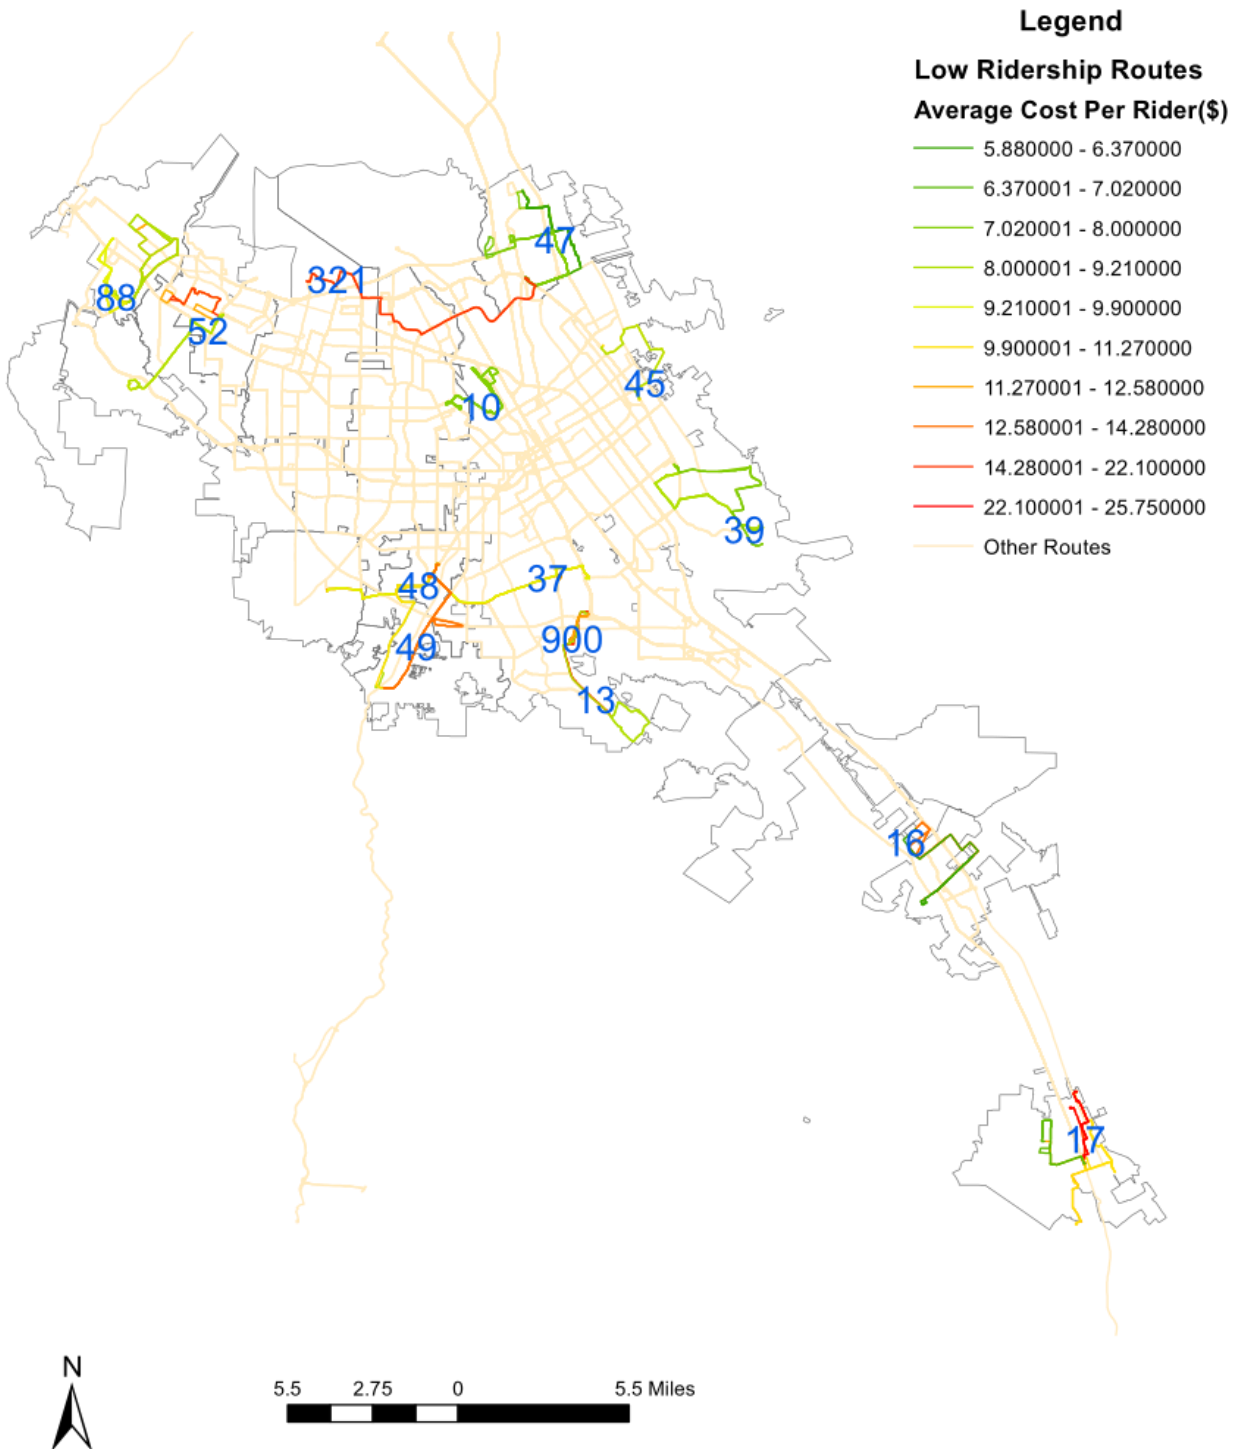 Legend
Low Ridership Routes
Average Cost Per Rider($)
5.880000 - 6.370000
6.370001 - 7.020000
7.020001 - 8.000000
8.000001 - 9.210000
9.210001 - 9.900000
9.900001 - 11.270000
11.270001 - 12.580000
12.580001 - 14.280000
14.280001 - 22.100000
22.100001 - 25.750000
Other Routes
47
321
88
52
45
10
39
37
48
900
49
13
16
17
N
5.5 2.75 0 5.5 Miles